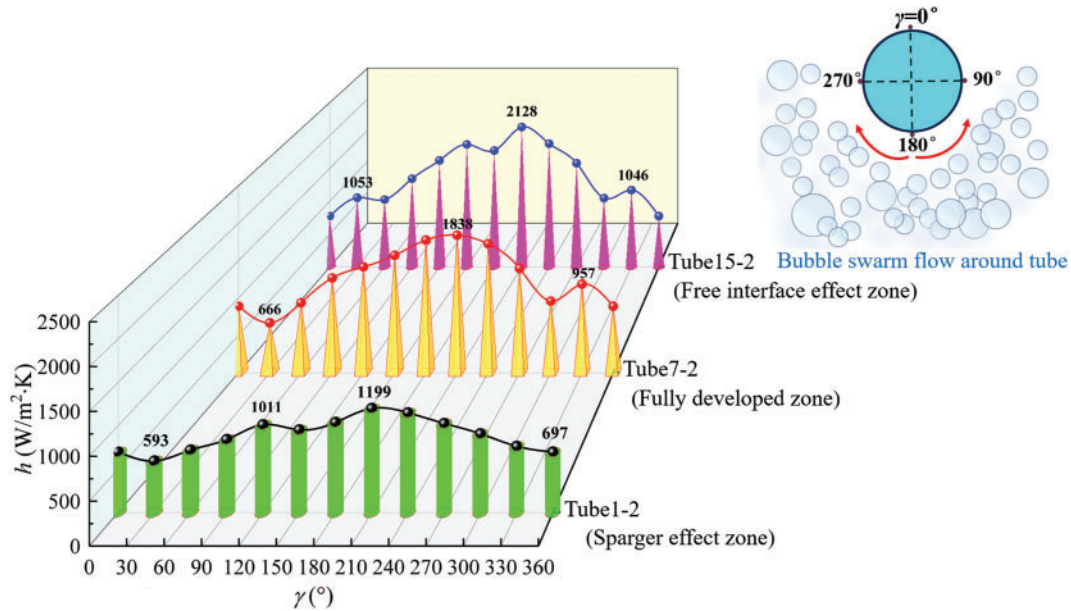 γ=0°
270°
90°
180°
Bubble swarm flow around tube
2128
1053
1046
Tube15-2
(Free interface effect zone)
1838
957
666
Tube7-2
(Fully developed zone)
1199
1011
593
697
Tube1-2
(Sparger effect zone)
h (W/m²·K)
2500
2000
1500
1000
500
0
0 30 60 90 120 150 180 210 240 270 300 330 360
γ (°)